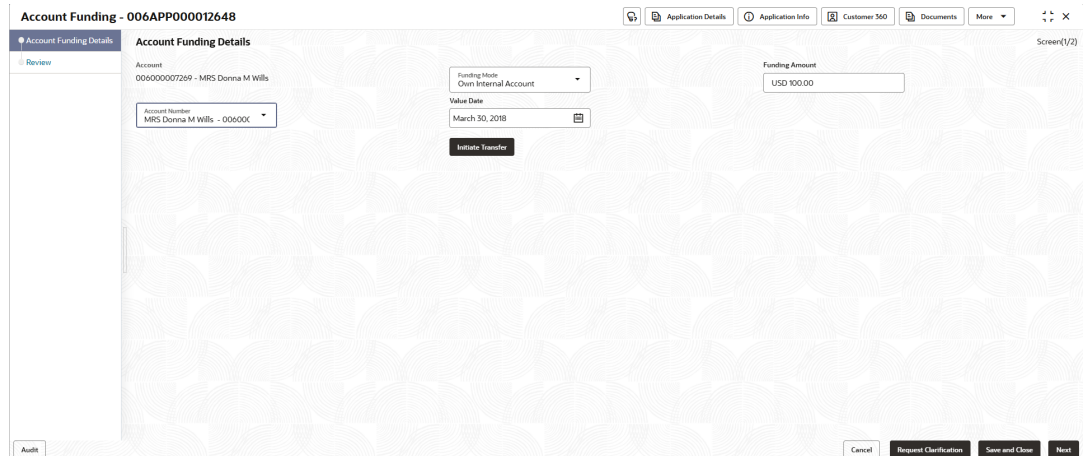 Account Funding - 006APP000012648
Application Details
Application Info
Customer 360
Documents
More
Account Funding Details
Review
Account Funding Details
Screen(1/2)
Account
006000007269 - MRS Donna M Wills
Funding Mode
Own Internal Account
Funding Amount
USD 100.00
Account Number
MRS Donna M Wills - 00600(
Value Date
March 30, 2018
Initiate Transfer
Audit
Cancel
Request Clarification
Save and Close
Next